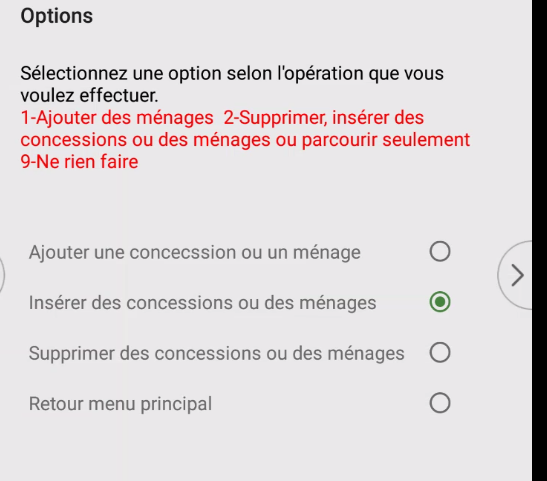 Options
Sélectionnez une option selon l'opération que vous
voulez effectuer.
1-Ajouter des ménages 2-Supprimer, insérer des
concessions ou des ménages ou parcourir seulement
9-Ne rien faire
Ajouter une concecssion ou un ménage
Insérer des concessions ou des ménages
Supprimer des concessions ou des ménages
Retour menu principal